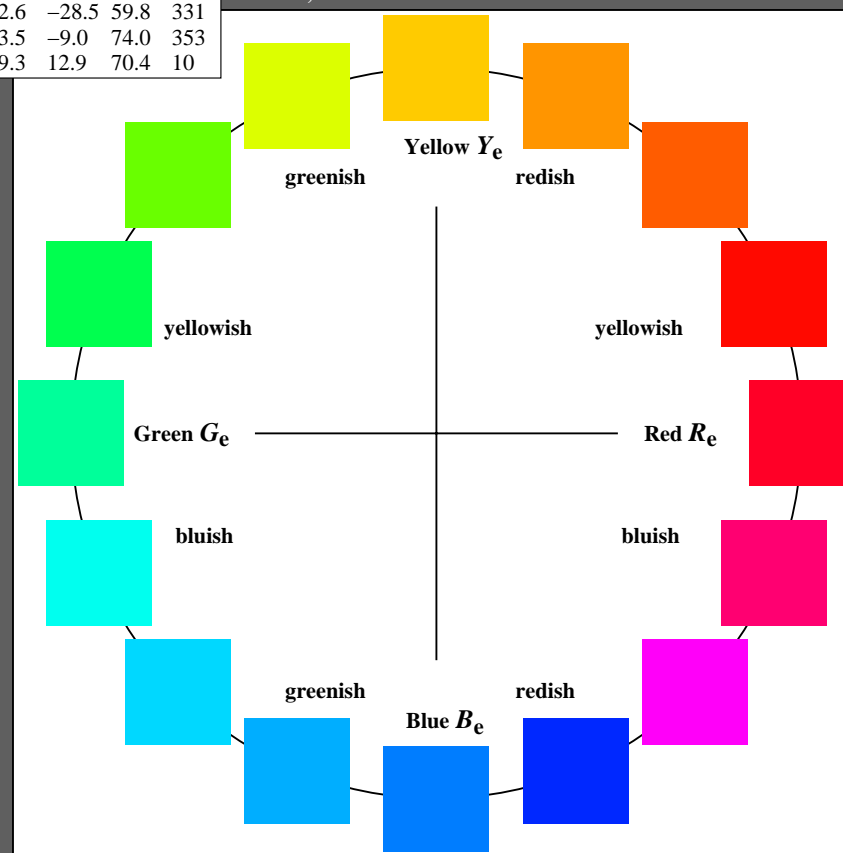 2.6 –28.5 59.8 331
3.5 –9.0 74.0 353
9.3 12.9 70.4 10
Yellow Ye
greenish redish
yellowish yellowish
Green Ge Red Re
bluish bluish
greenish redish
Blue Be